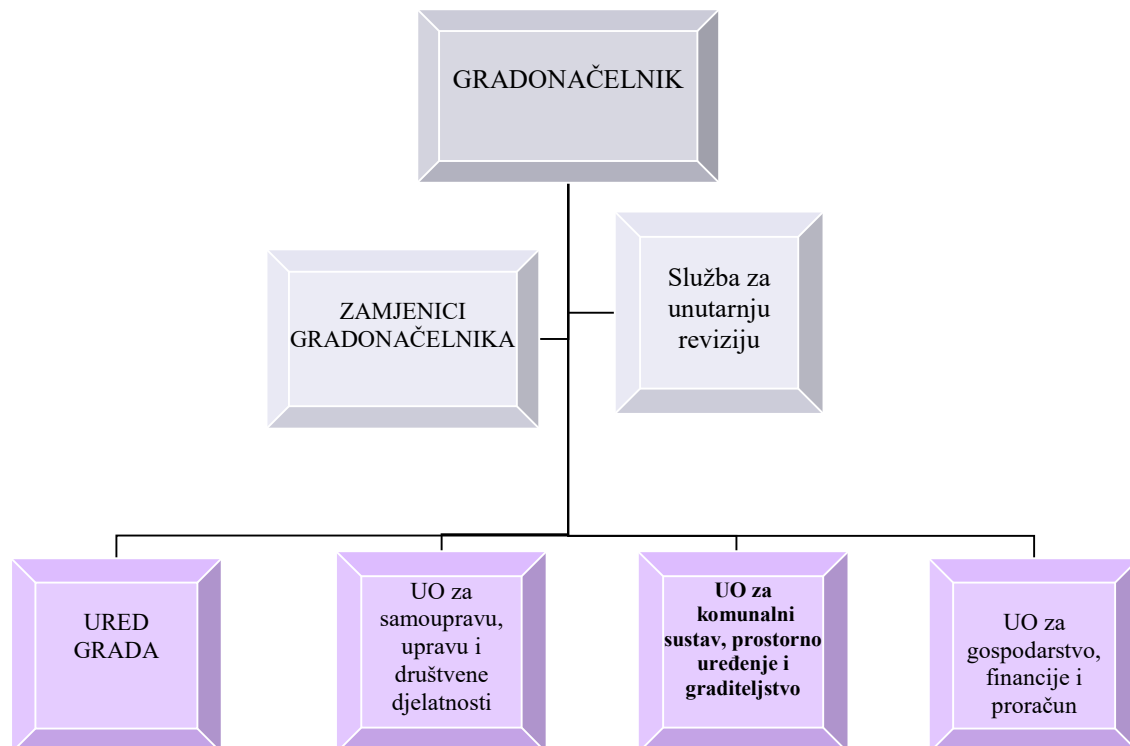 GRADONAČELNIK
ZAMJENICI
GRADONAČELNIKA
Služba za
unutarnju
reviziju
URED
GRADA
UO za
samoupravu,
upravu i
društvene
djelatnosti
UO za
komunalni
sustav, prostorno
uređenje i
graditeljstvo
UO za
gospodarstvo,
financije i
proračun